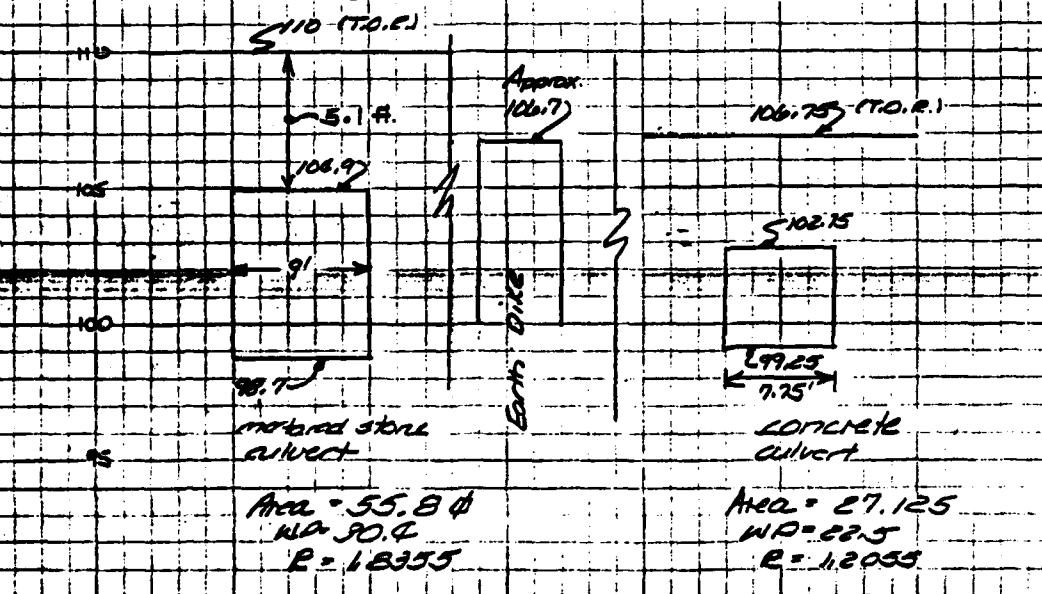 110 (T.O.R.)
110
5.1 ft.
Approx.
106.7
106.75 (T.O.R.)
104.9
105
102.75
9'
100
Earth Dike
98.7
99.25
7.75'
mortared stone
culvert
concrete
culvert
95
Area = 55.8 ▱
WP= 30.4
R = 1.8355
Area = 27.125
WP= 22.5
R = 1.2055